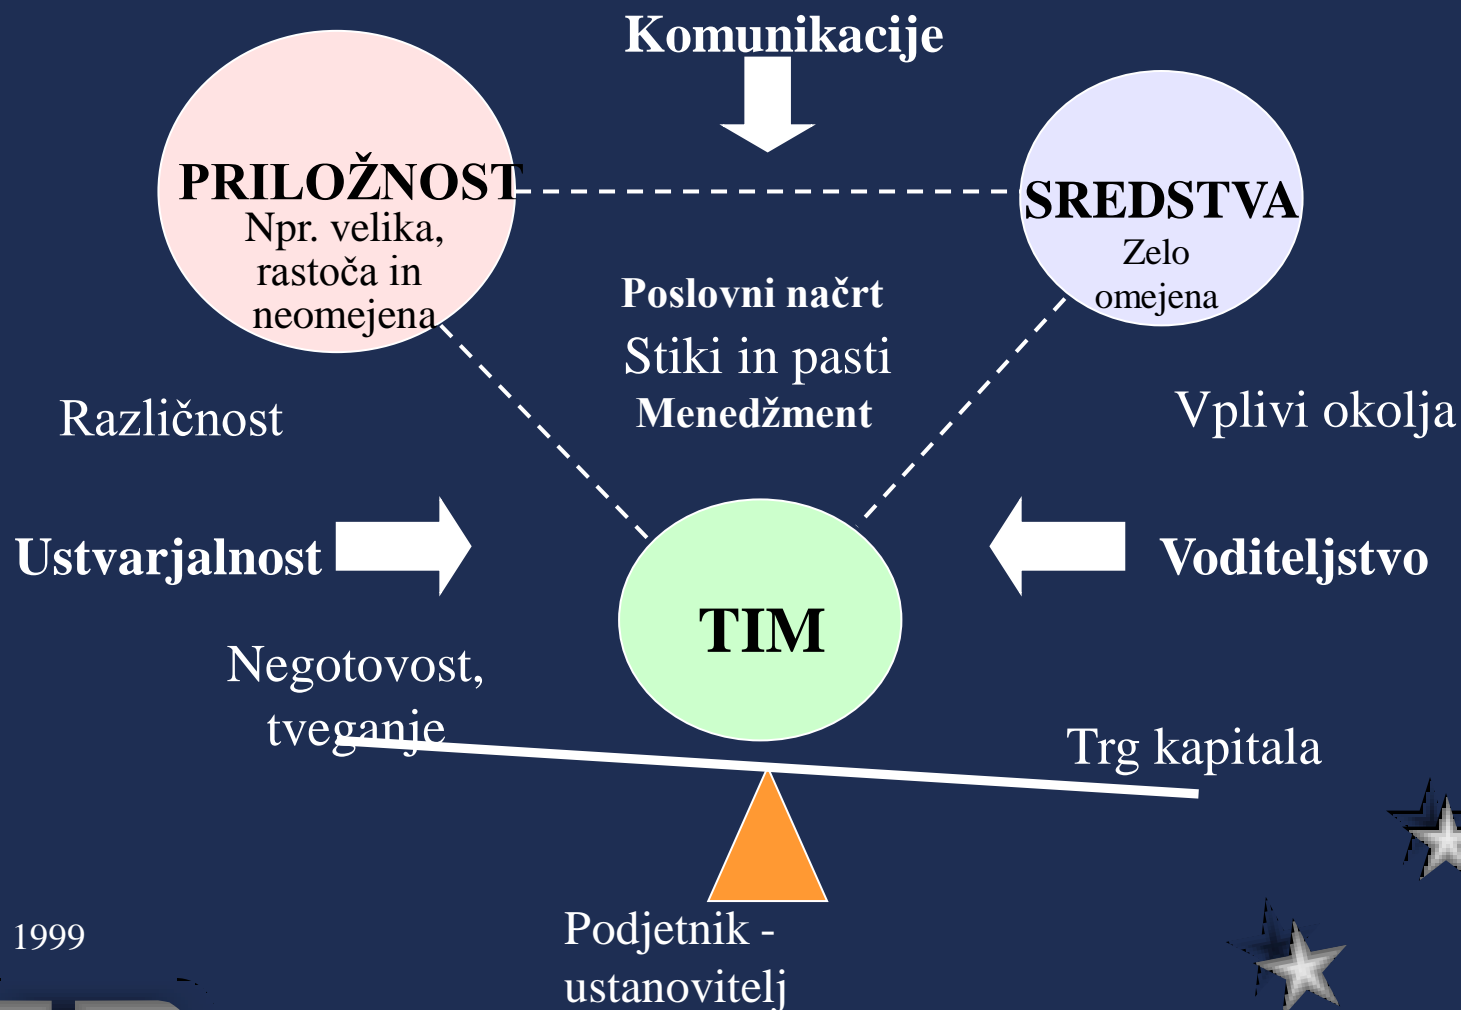 Komunikacije
PRILOŽNOST
Npr. velika,
rastoča in
neomejena
SREDSTVA
Zelo
omejena
Poslovni načrt
Stiki in pasti
Menedžment
Različnost
Vplivi okolja
Ustvarjalnost
Voditeljstvo
TIM
Negotovost,
tveganje
Trg kapitala
Podjetnik -
ustanovitelj
1999